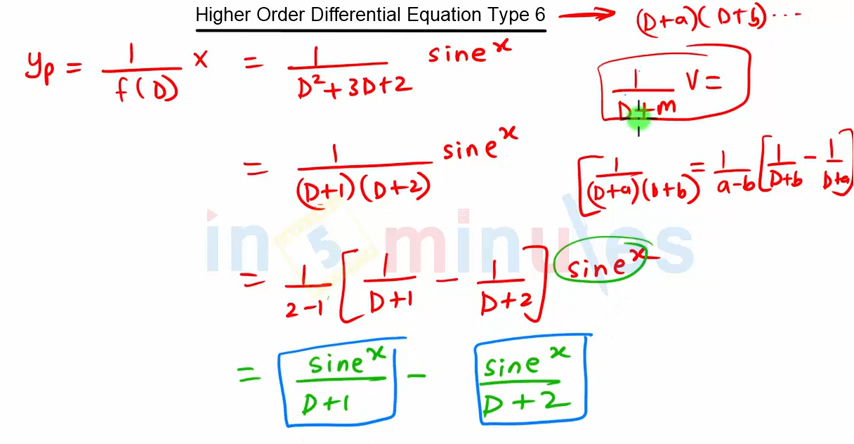 Higher Order Differential Equation Type 6 → (D+a)(D+b)...
yp = 1/f(D) x = 1/(D²+3D+2) sine^x
1/(D+m) V =
= 1/((D+1)(D+2)) sine^x
[1/((D+a)(D+b)) = 1/(a-b) [1/(D+b) - 1/(D+a)]
in 5 minutes
= 1/(2-1) [1/(D+1) - 1/(D+2)] sine^x
= sine^x/(D+1) - sine^x/(D+2)